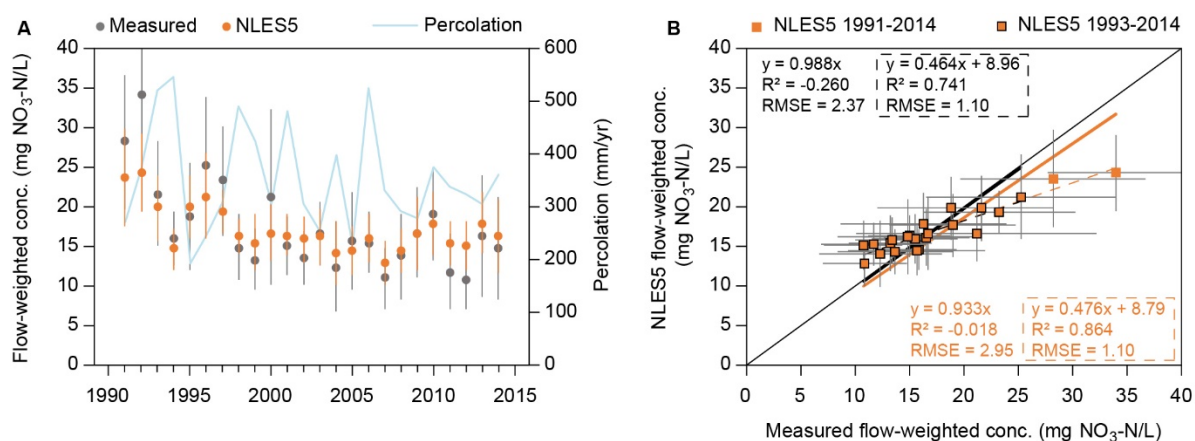 A
Measured
NLES5
Percolation
Flow-weighted conc. (mg NO₃-N/L)
40
35
30
25
20
15
10
5
0
600
500
400
300
200
100
0
Percolation (mm/yr)
1990
1995
2000
2005
2010
2015
B
NLES5 1991-2014
NLES5 1993-2014
NLES5 flow-weighted conc.
(mg NO₃-N/L)
40
35
30
25
20
15
10
5
0
y = 0.988x
R² = -0.260
RMSE = 2.37
y = 0.464x + 8.96
R² = 0.741
RMSE = 1.10
y = 0.933x
R² = -0.018
RMSE = 2.95
y = 0.476x + 8.79
R² = 0.864
RMSE = 1.10
0
5
10
15
20
25
30
35
40
Measured flow-weighted conc. (mg NO₃-N/L)